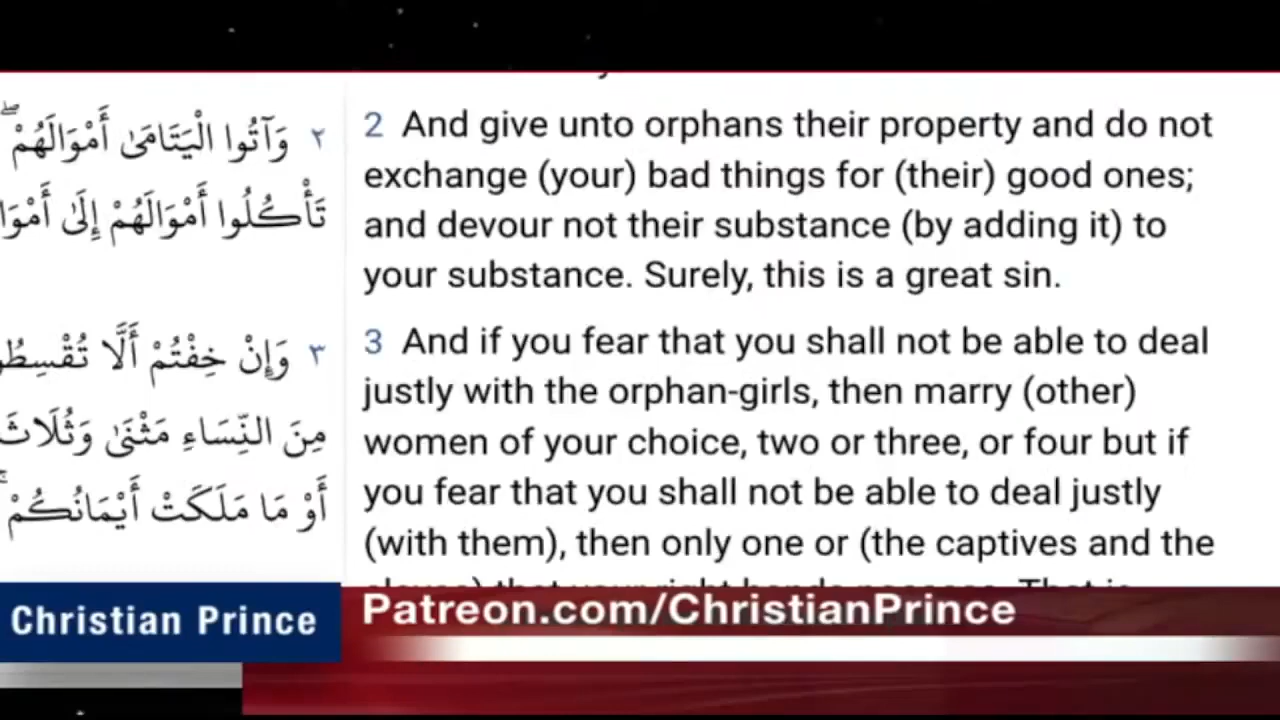 2 And give unto orphans their property and do not
exchange (your) bad things for (their) good ones;
and devour not their substance (by adding it) to
your substance. Surely, this is a great sin.
3 And if you fear that you shall not be able to deal
justly with the orphan-girls, then marry (other)
women of your choice, two or three, or four but if
you fear that you shall not be able to deal justly
(with them), then only one or (the captives and the
٢ وَآتُوا الْيَتَامَىٰ أَمْوَالَهُمْ ۖ
تَأْكُلُوا أَمْوَالَهُمْ إِلَىٰ
٣ وَإِنْ خِفْتُمْ أَلَّا
مِنَ النِّسَاءِ مَثْنَىٰ وَثُلَاثَ
أَوْ مَا مَلَكَتْ أَيْمَانُكُمْ ۚ
Christian Prince
Patreon.com/ChristianPrince